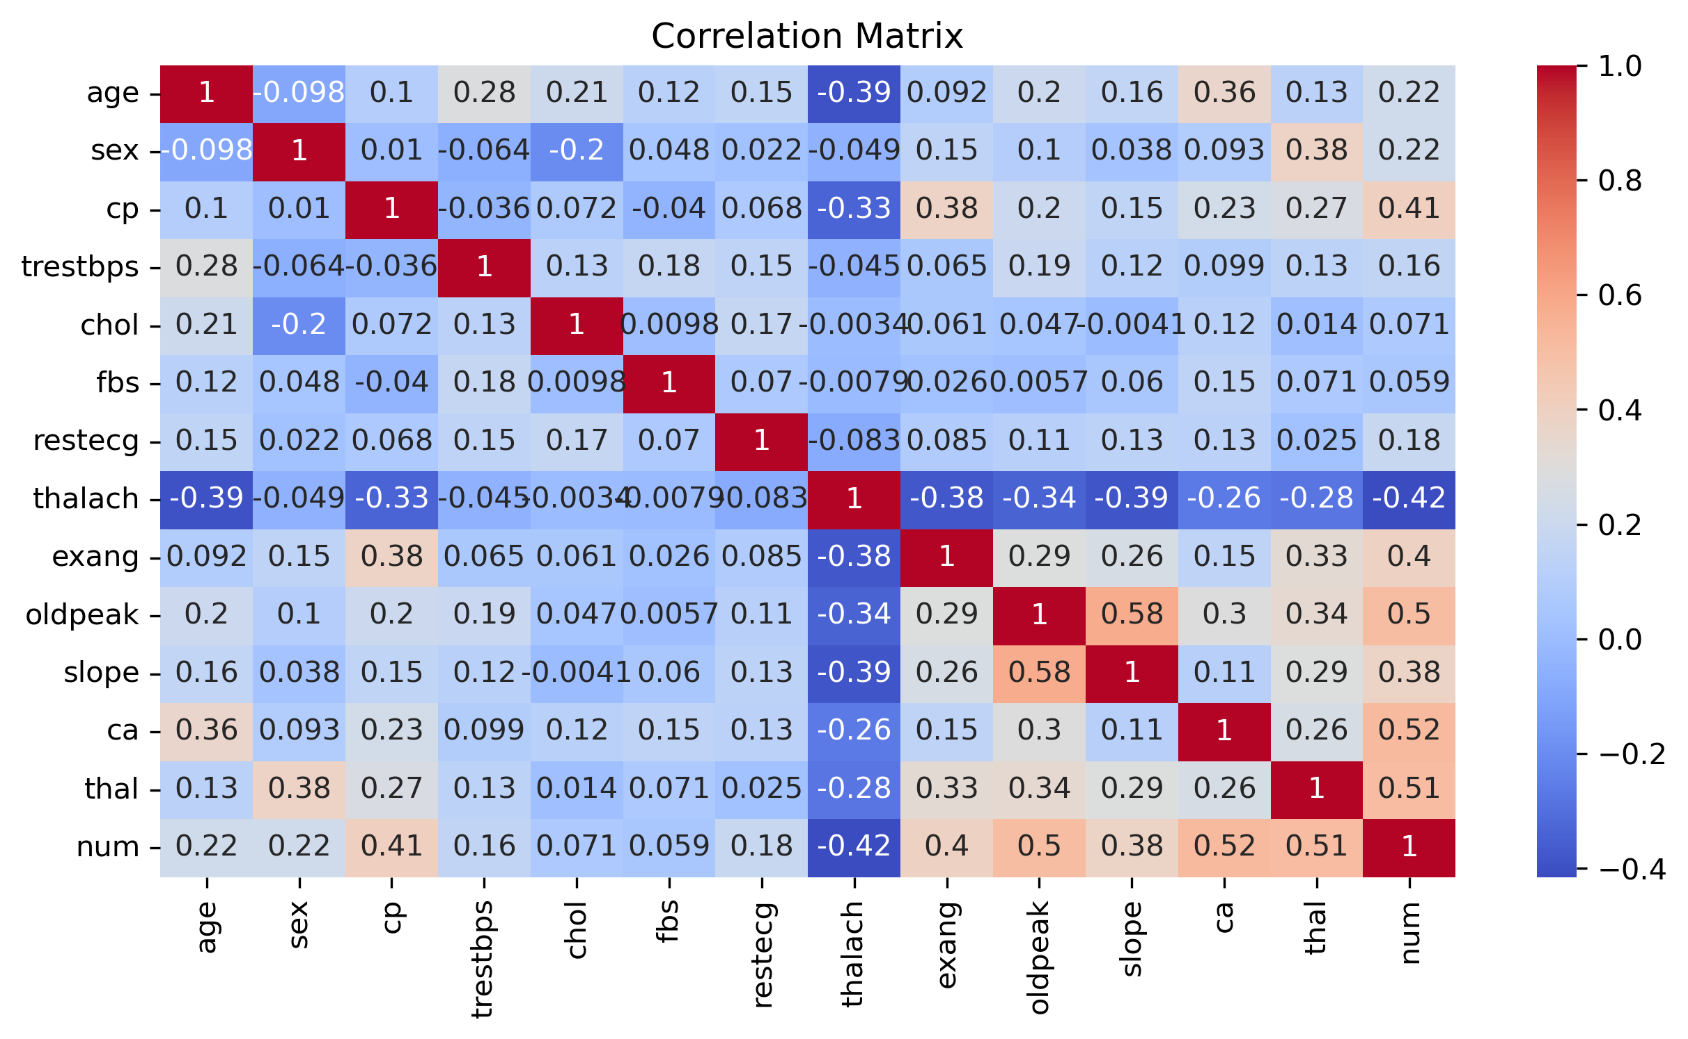 Correlation Matrix
age 1 -0.098 0.1 0.28 0.21 0.12 0.15 -0.39 0.092 0.2 0.16 0.36 0.13 0.22
sex -0.098 1 0.01 -0.064 -0.2 0.048 0.022 -0.049 0.15 0.1 0.038 0.093 0.38 0.22
cp 0.1 0.01 1 -0.036 0.072 -0.04 0.068 -0.33 0.38 0.2 0.15 0.23 0.27 0.41
trestbps 0.28 -0.064 -0.036 1 0.13 0.18 0.15 -0.045 0.065 0.19 0.12 0.099 0.13 0.16
chol 0.21 -0.2 0.072 0.13 1 0.0098 0.17 -0.0034 0.061 0.047 -0.0041 0.12 0.014 0.071
fbs 0.12 0.048 -0.04 0.18 0.0098 1 0.07 -0.0079 0.026 0.0057 0.06 0.15 0.071 0.059
restecg 0.15 0.022 0.068 0.15 0.17 0.07 1 -0.083 0.085 0.11 0.13 0.13 0.025 0.18
thalach -0.39 -0.049 -0.33 -0.045 -0.0034 -0.0079 -0.083 1 -0.38 -0.34 -0.39 -0.26 -0.28 -0.42
exang 0.092 0.15 0.38 0.065 0.061 0.026 0.085 -0.38 1 0.29 0.26 0.15 0.33 0.4
oldpeak 0.2 0.1 0.2 0.19 0.047 0.0057 0.11 -0.34 0.29 1 0.58 0.3 0.34 0.5
slope 0.16 0.038 0.15 0.12 -0.0041 0.06 0.13 -0.39 0.26 0.58 1 0.11 0.29 0.38
ca 0.36 0.093 0.23 0.099 0.12 0.15 0.13 -0.26 0.15 0.3 0.11 1 0.26 0.52
thal 0.13 0.38 0.27 0.13 0.014 0.071 0.025 -0.28 0.33 0.34 0.29 0.26 1 0.51
num 0.22 0.22 0.41 0.16 0.071 0.059 0.18 -0.42 0.4 0.5 0.38 0.52 0.51 1
age sex cp trestbps chol fbs restecg thalach exang oldpeak slope ca thal num
1.0
0.8
0.6
0.4
0.2
0.0
−0.2
−0.4